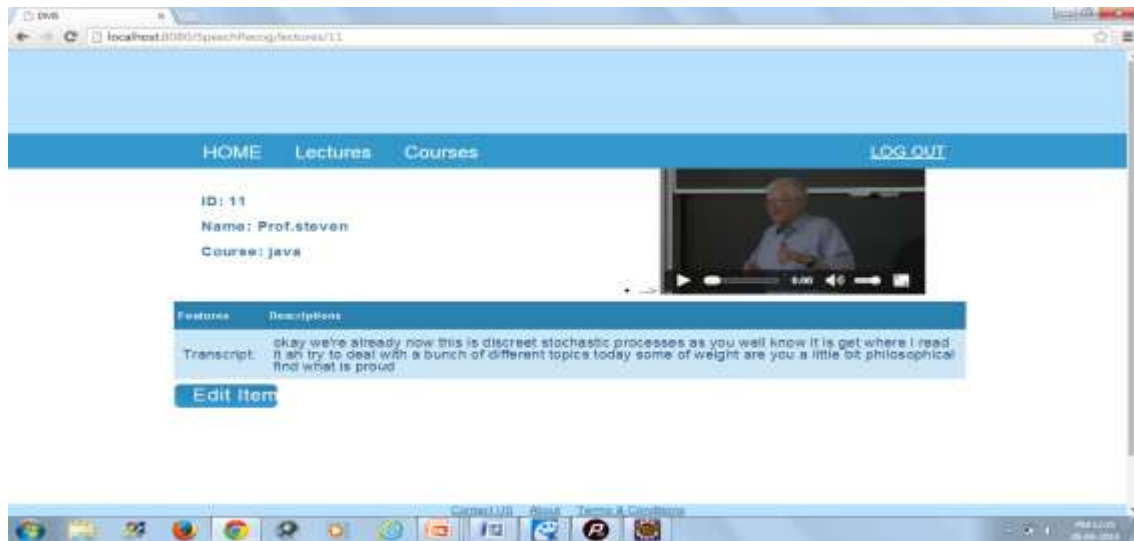 DMS
localhost:8080/SpeechRecog/lectures/11
HOME Lectures Courses LOG OUT
ID: 11
Name: Prof.steven
Course: java
0:00
Features Descriptions
Transcript: okay we're already now this is discreet stochastic processes as you well know it is get where I read
it ah try to deal with a bunch of different topics today some of weight are you a little bit philosophical
find what is proud
Edit Item
Contact US About Terms & Conditions